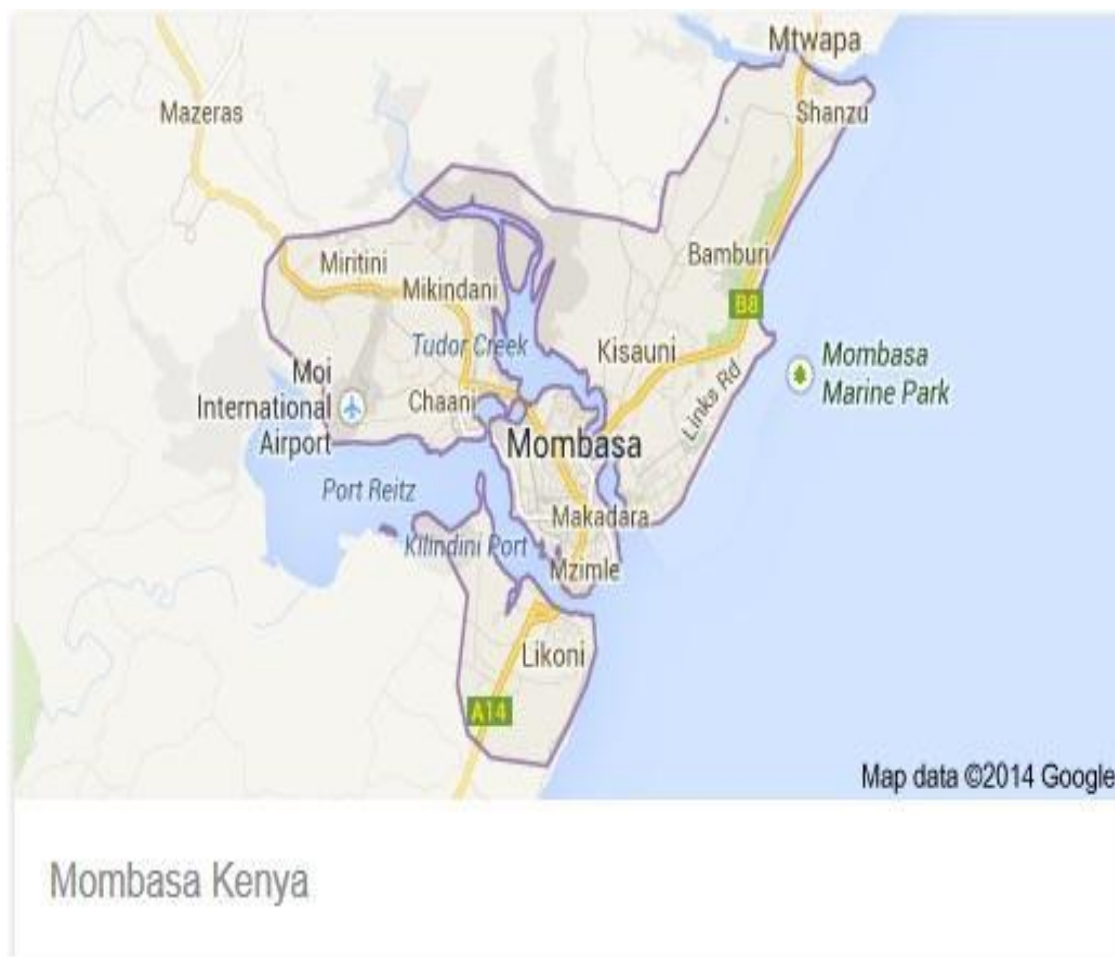 Mtwapa
Mazeras
Shanzu
Bamburi
Miritini
Mikindani
B8
Tudor Creek
Kisauni
Mombasa
Marine Park
Moi
International
Airport
Chaani
Links Rd
Mombasa
Port Reitz
Makadara
Kilindini Port
Mzimle
Likoni
A14
Map data ©2014 Google
Mombasa Kenya